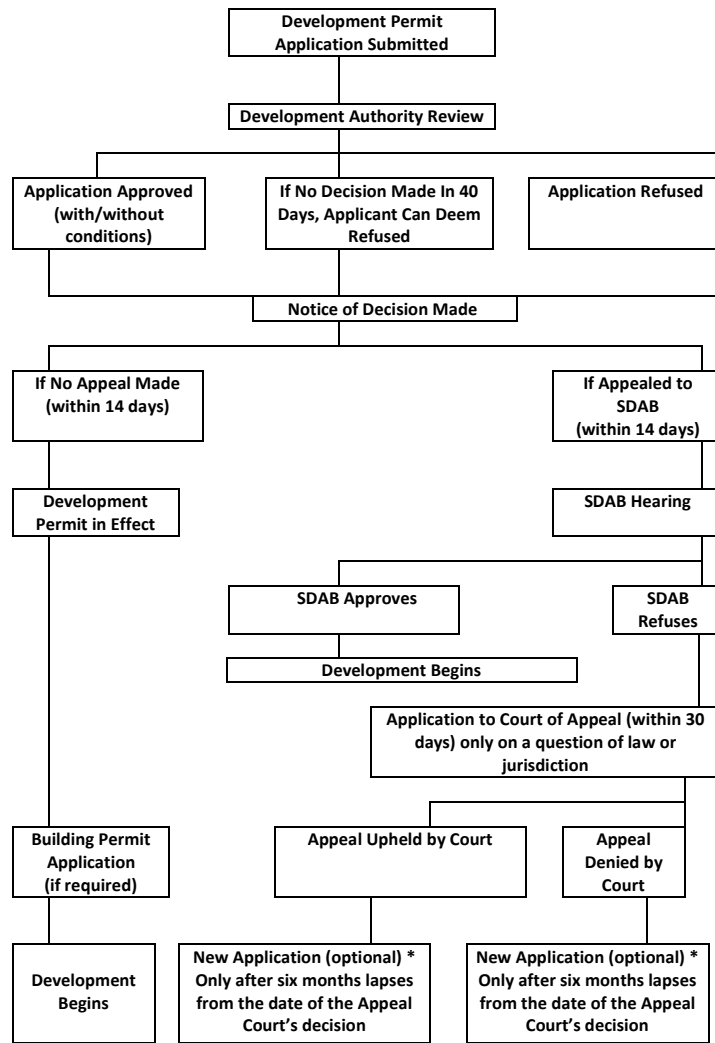 Development Permit
Application Submitted
Development Authority Review
Application Approved
(with/without
conditions)
If No Decision Made In 40
Days, Applicant Can Deem
Refused
Application Refused
Notice of Decision Made
If No Appeal Made
(within 14 days)
If Appealed to
SDAB
(within 14 days)
Development
Permit in Effect
SDAB Hearing
SDAB Approves
SDAB
Refuses
Development Begins
Application to Court of Appeal (within 30
days) only on a question of law or
jurisdiction
Building Permit
Application
(if required)
Appeal Upheld by Court
Appeal
Denied by
Court
Development
Begins
New Application (optional) *
Only after six months lapses
from the date of the Appeal
Court’s decision
New Application (optional) *
Only after six months lapses
from the date of the Appeal
Court’s decision